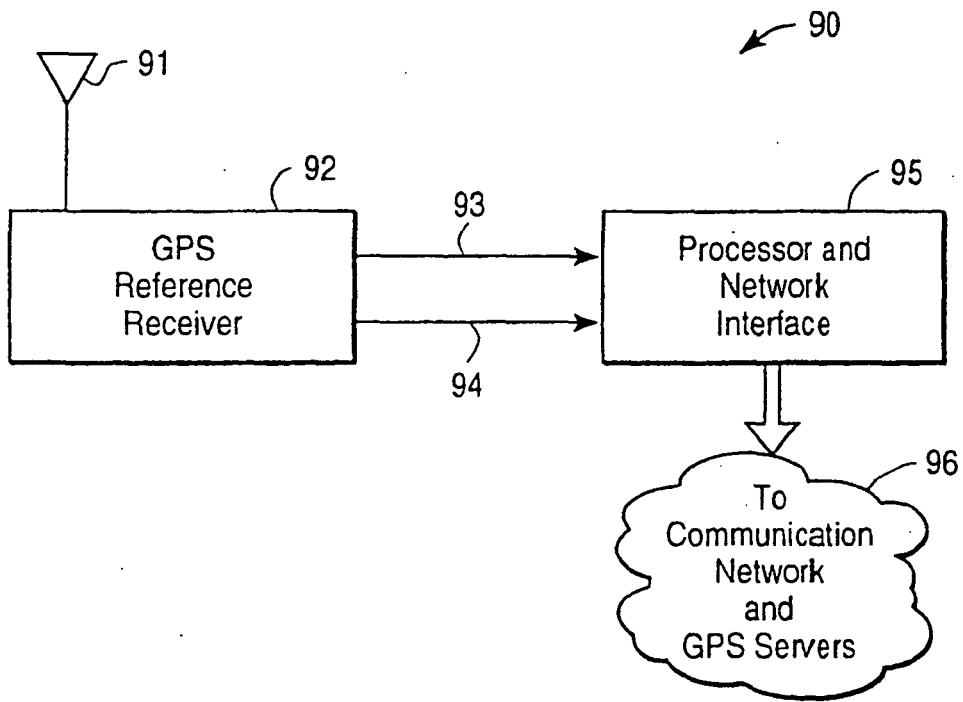 90
91
92
93
95
GPS
Reference
Receiver
Processor and
Network
Interface
94
96
To
Communication
Network
and
GPS Servers